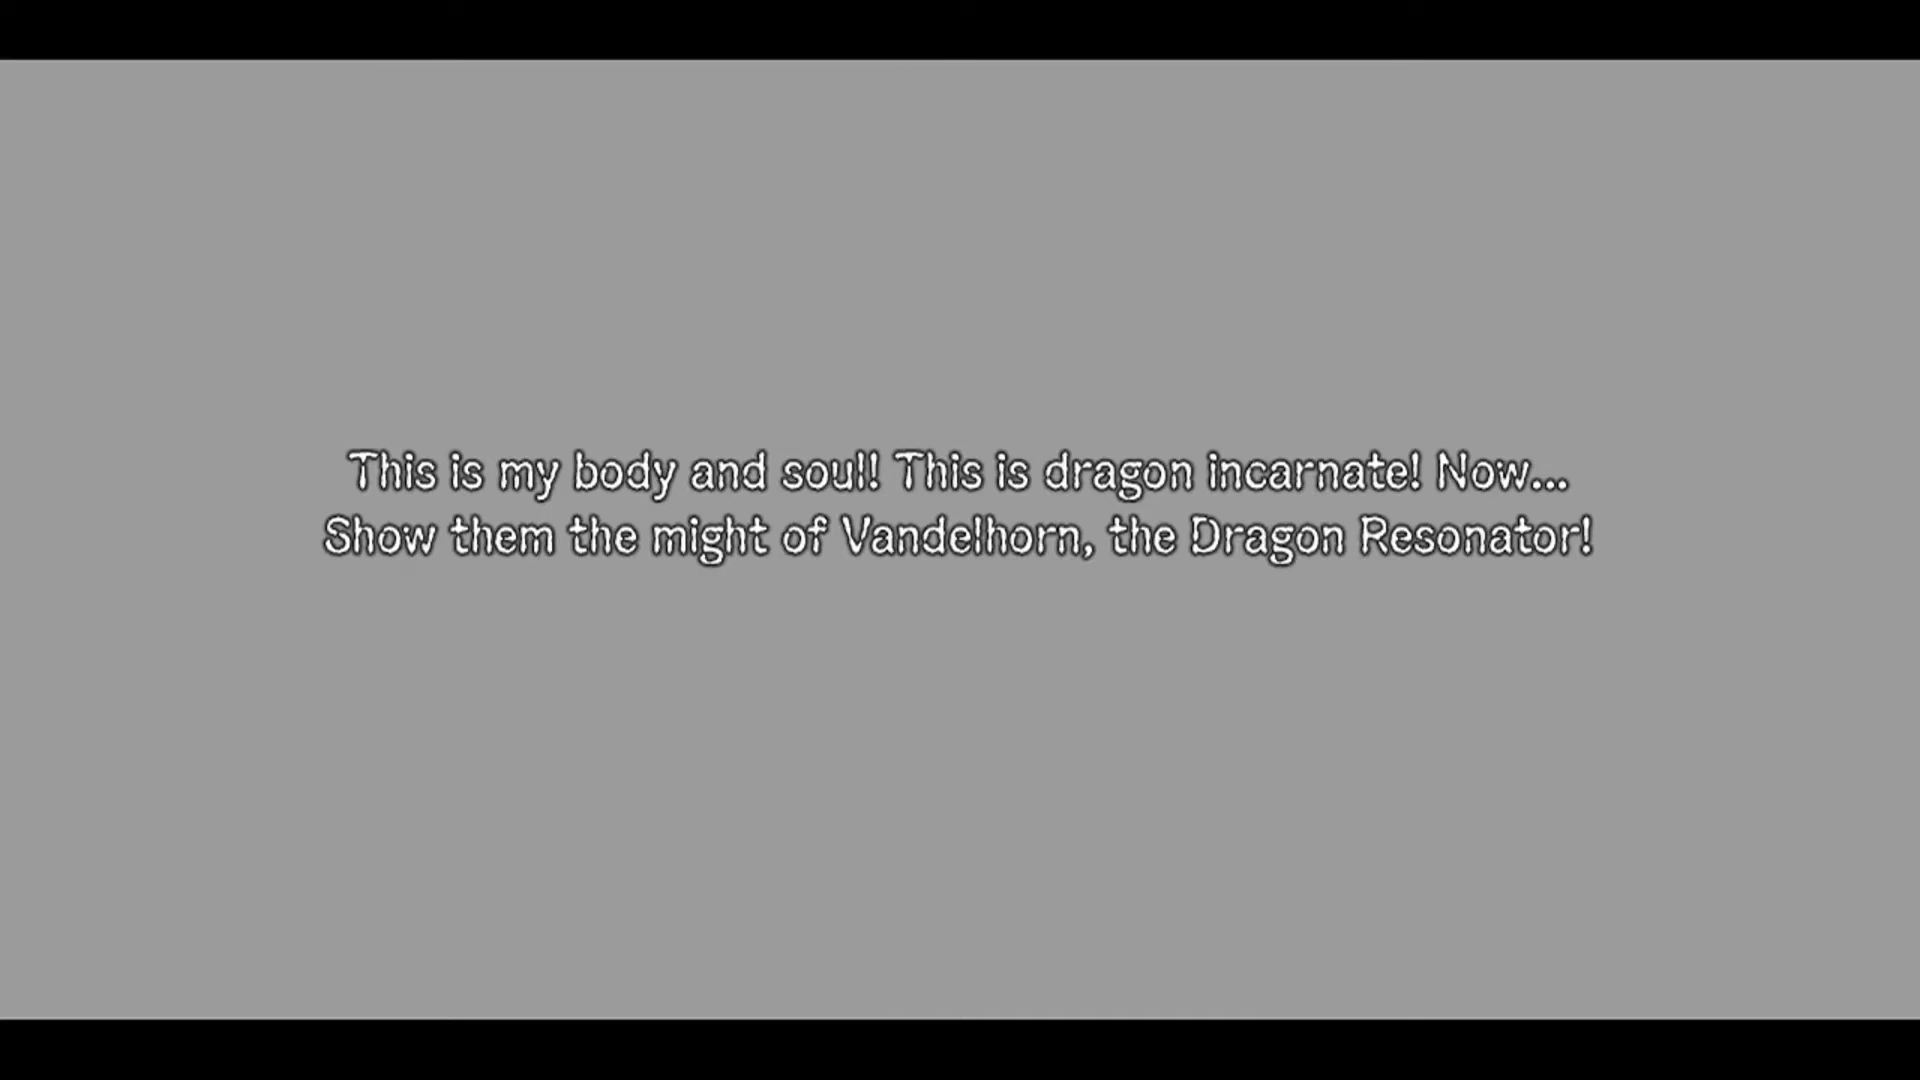 This is my body and soul! This is dragon incarnate! Now...
Show them the might of Vandelhorn, the Dragon Resonator!